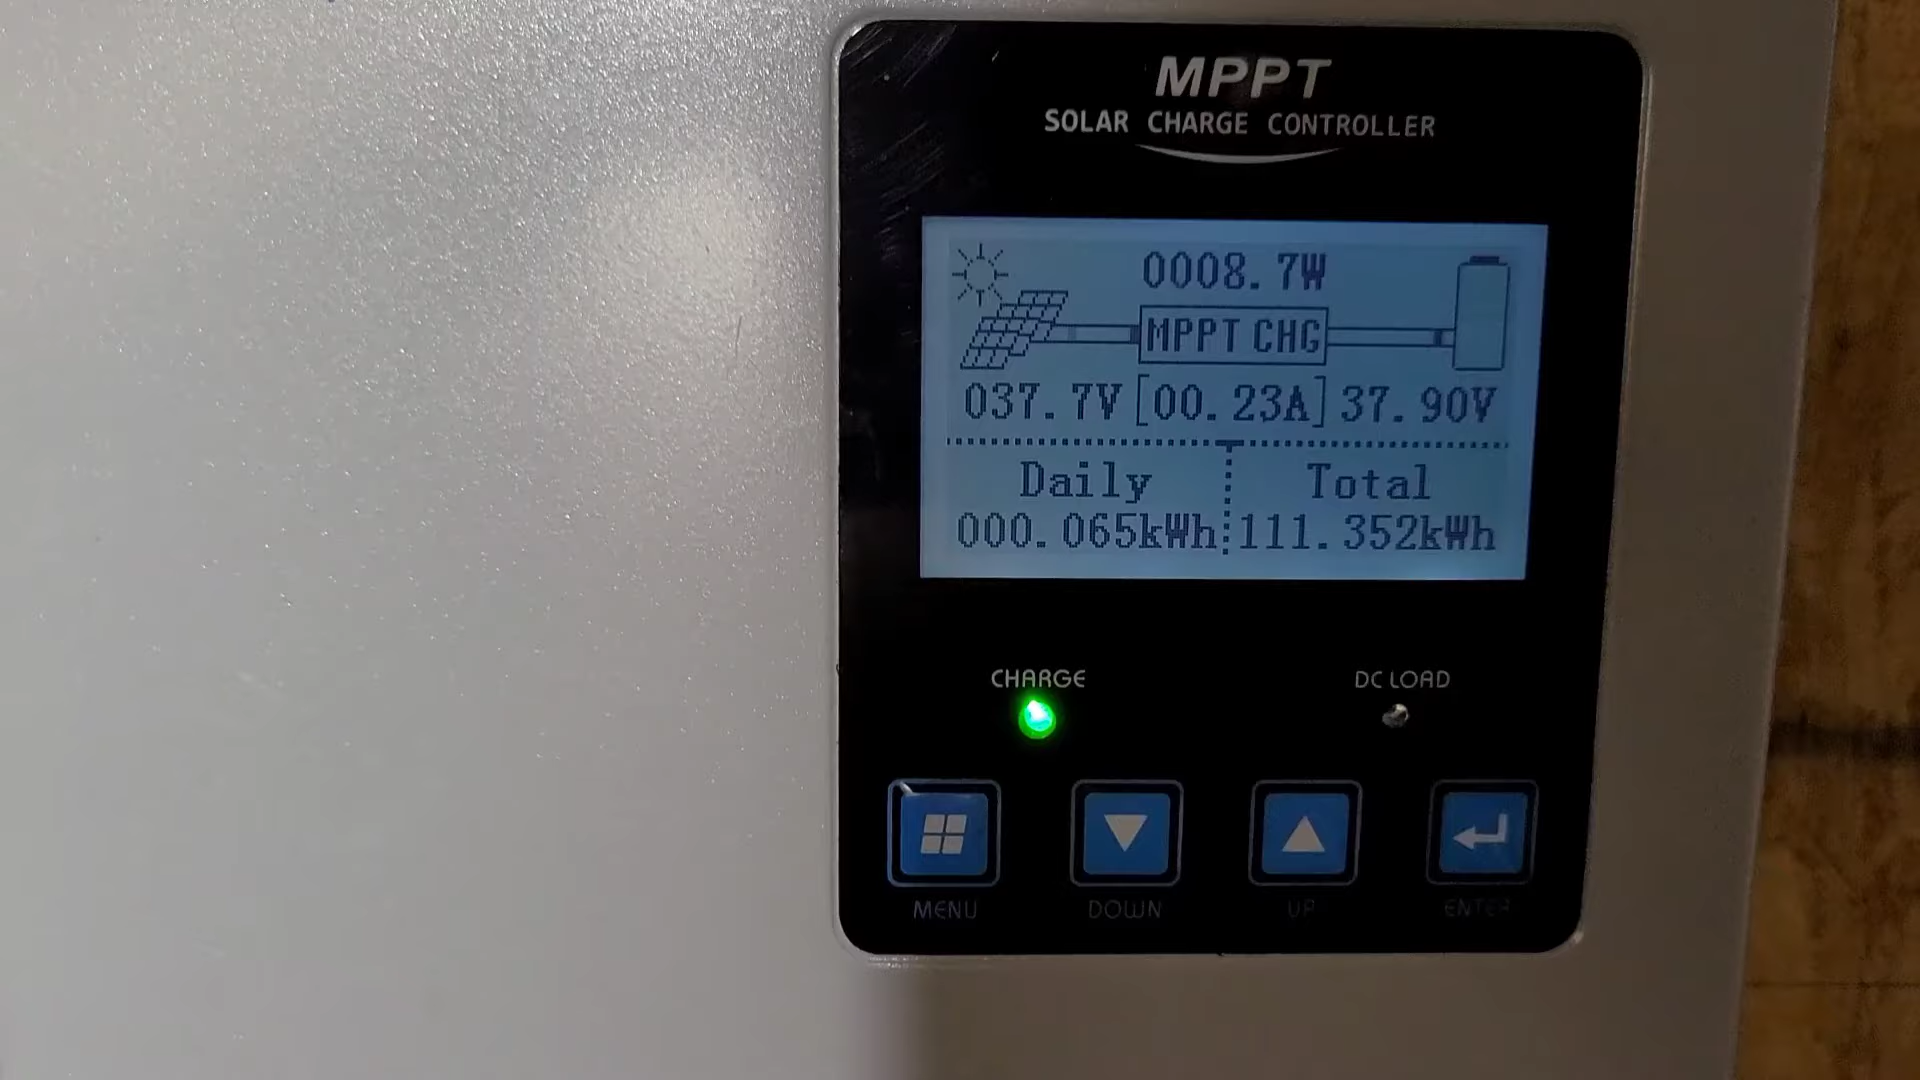 MPPT
SOLAR CHARGE CONTROLLER
0008.7W
MPPT CHG
037.7V [00.23A] 37.90V
Daily Total
000.065kWh 111.352kWh
CHARGE DC LOAD
MENU DOWN UP ENTER